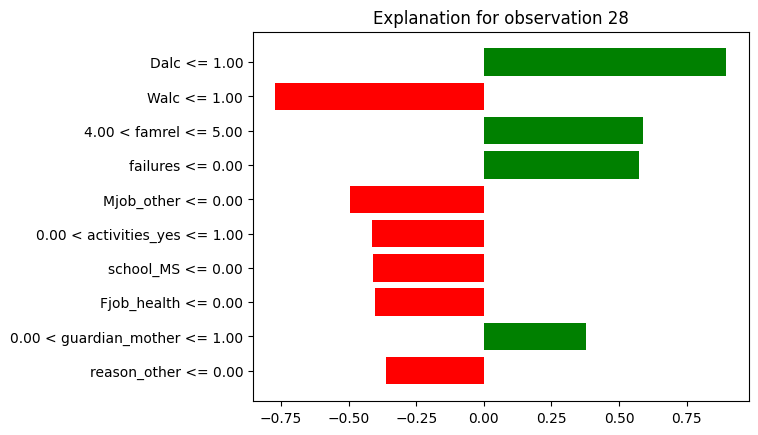 Explanation for observation 28
Dalc <= 1.00
Walc <= 1.00
4.00 < famrel <= 5.00
failures <= 0.00
Mjob_other <= 0.00
0.00 < activities_yes <= 1.00
school_MS <= 0.00
Fjob_health <= 0.00
0.00 < guardian_mother <= 1.00
reason_other <= 0.00
−0.75 −0.50 −0.25 0.00 0.25 0.50 0.75